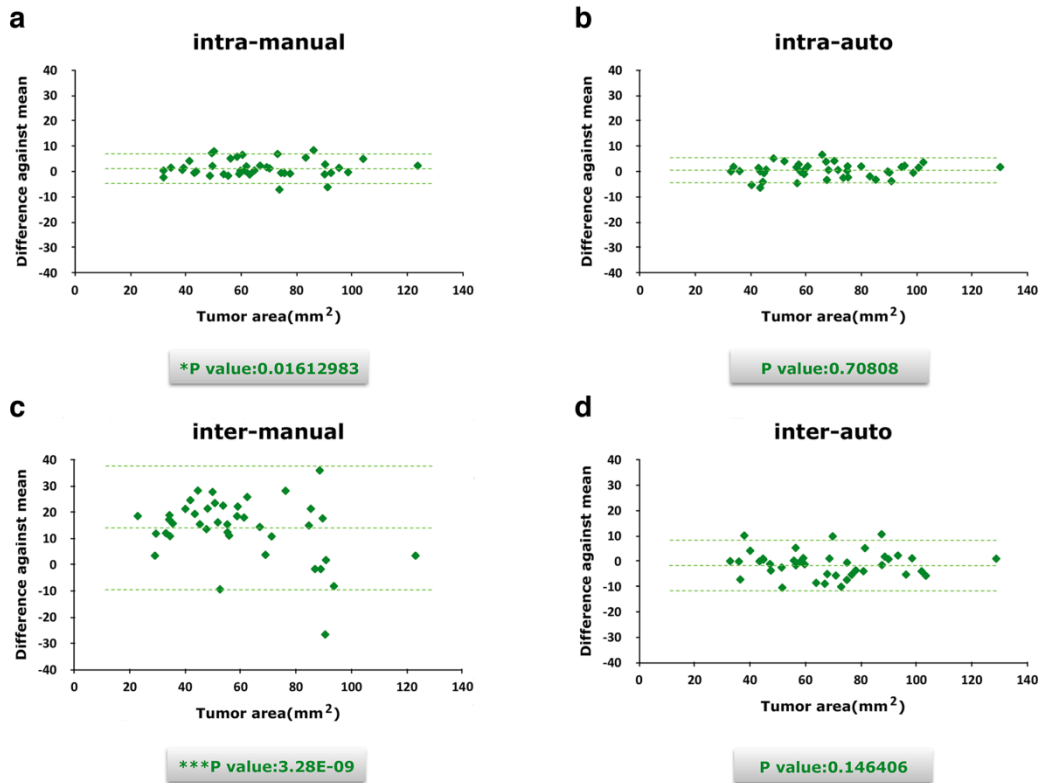 a
intra-manual
Difference against mean
40
30
20
10
0
-10
-20
-30
-40
0 20 40 60 80 100 120 140
Tumor area(mm²)
*P value:0.01612983
b
intra-auto
Difference against mean
40
30
20
10
0
-10
-20
-30
-40
0 20 40 60 80 100 120 140
Tumor area(mm²)
P value:0.70808
c
inter-manual
Difference against mean
40
30
20
10
0
-10
-20
-30
-40
0 20 40 60 80 100 120 140
Tumor area(mm²)
***P value:3.28E-09
d
inter-auto
Difference against mean
40
30
20
10
0
-10
-20
-30
-40
0 20 40 60 80 100 120 140
Tumor area(mm²)
P value:0.146406